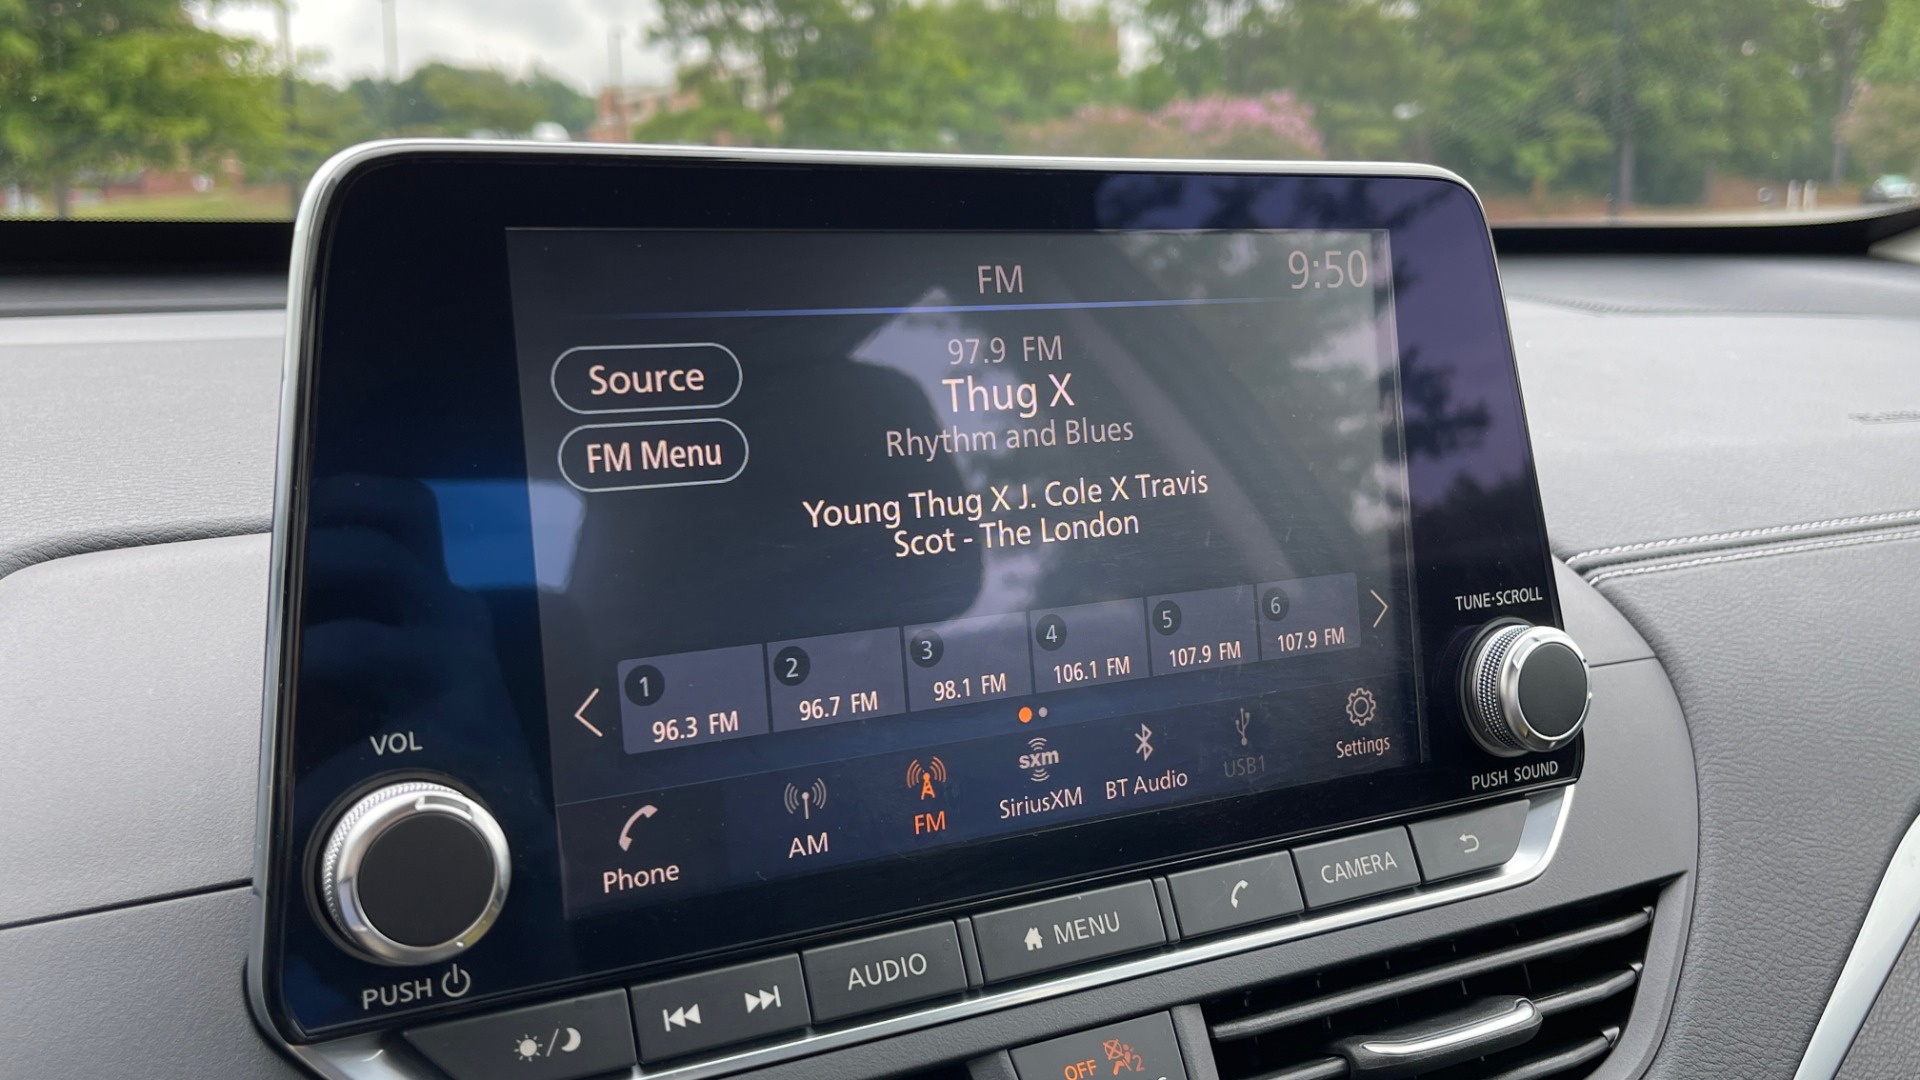 FM
9:50
Source
FM Menu
97.9 FM
Thug X
Rhythm and Blues
Young Thug X J. Cole X Travis
Scot - The London
1
96.3 FM
2
96.7 FM
3
98.1 FM
4
106.1 FM
5
107.9 FM
6
107.9 FM
Phone
AM
FM
sxm
SiriusXM
BT Audio
USB1
Settings
VOL
PUSH
TUNE·SCROLL
PUSH SOUND
AUDIO
MENU
CAMERA
OFF
2